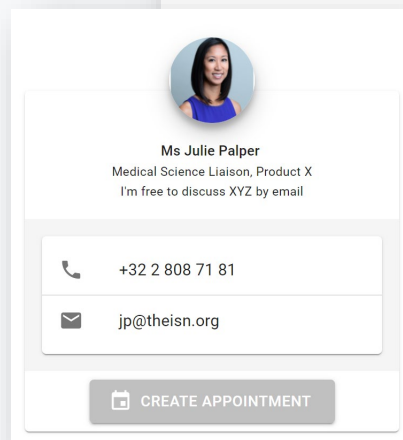 Ms Julie Palper
Medical Science Liaison, Product X
I'm free to discuss XYZ by email
+32 2 808 71 81
jp@theisn.org
CREATE APPOINTMENT